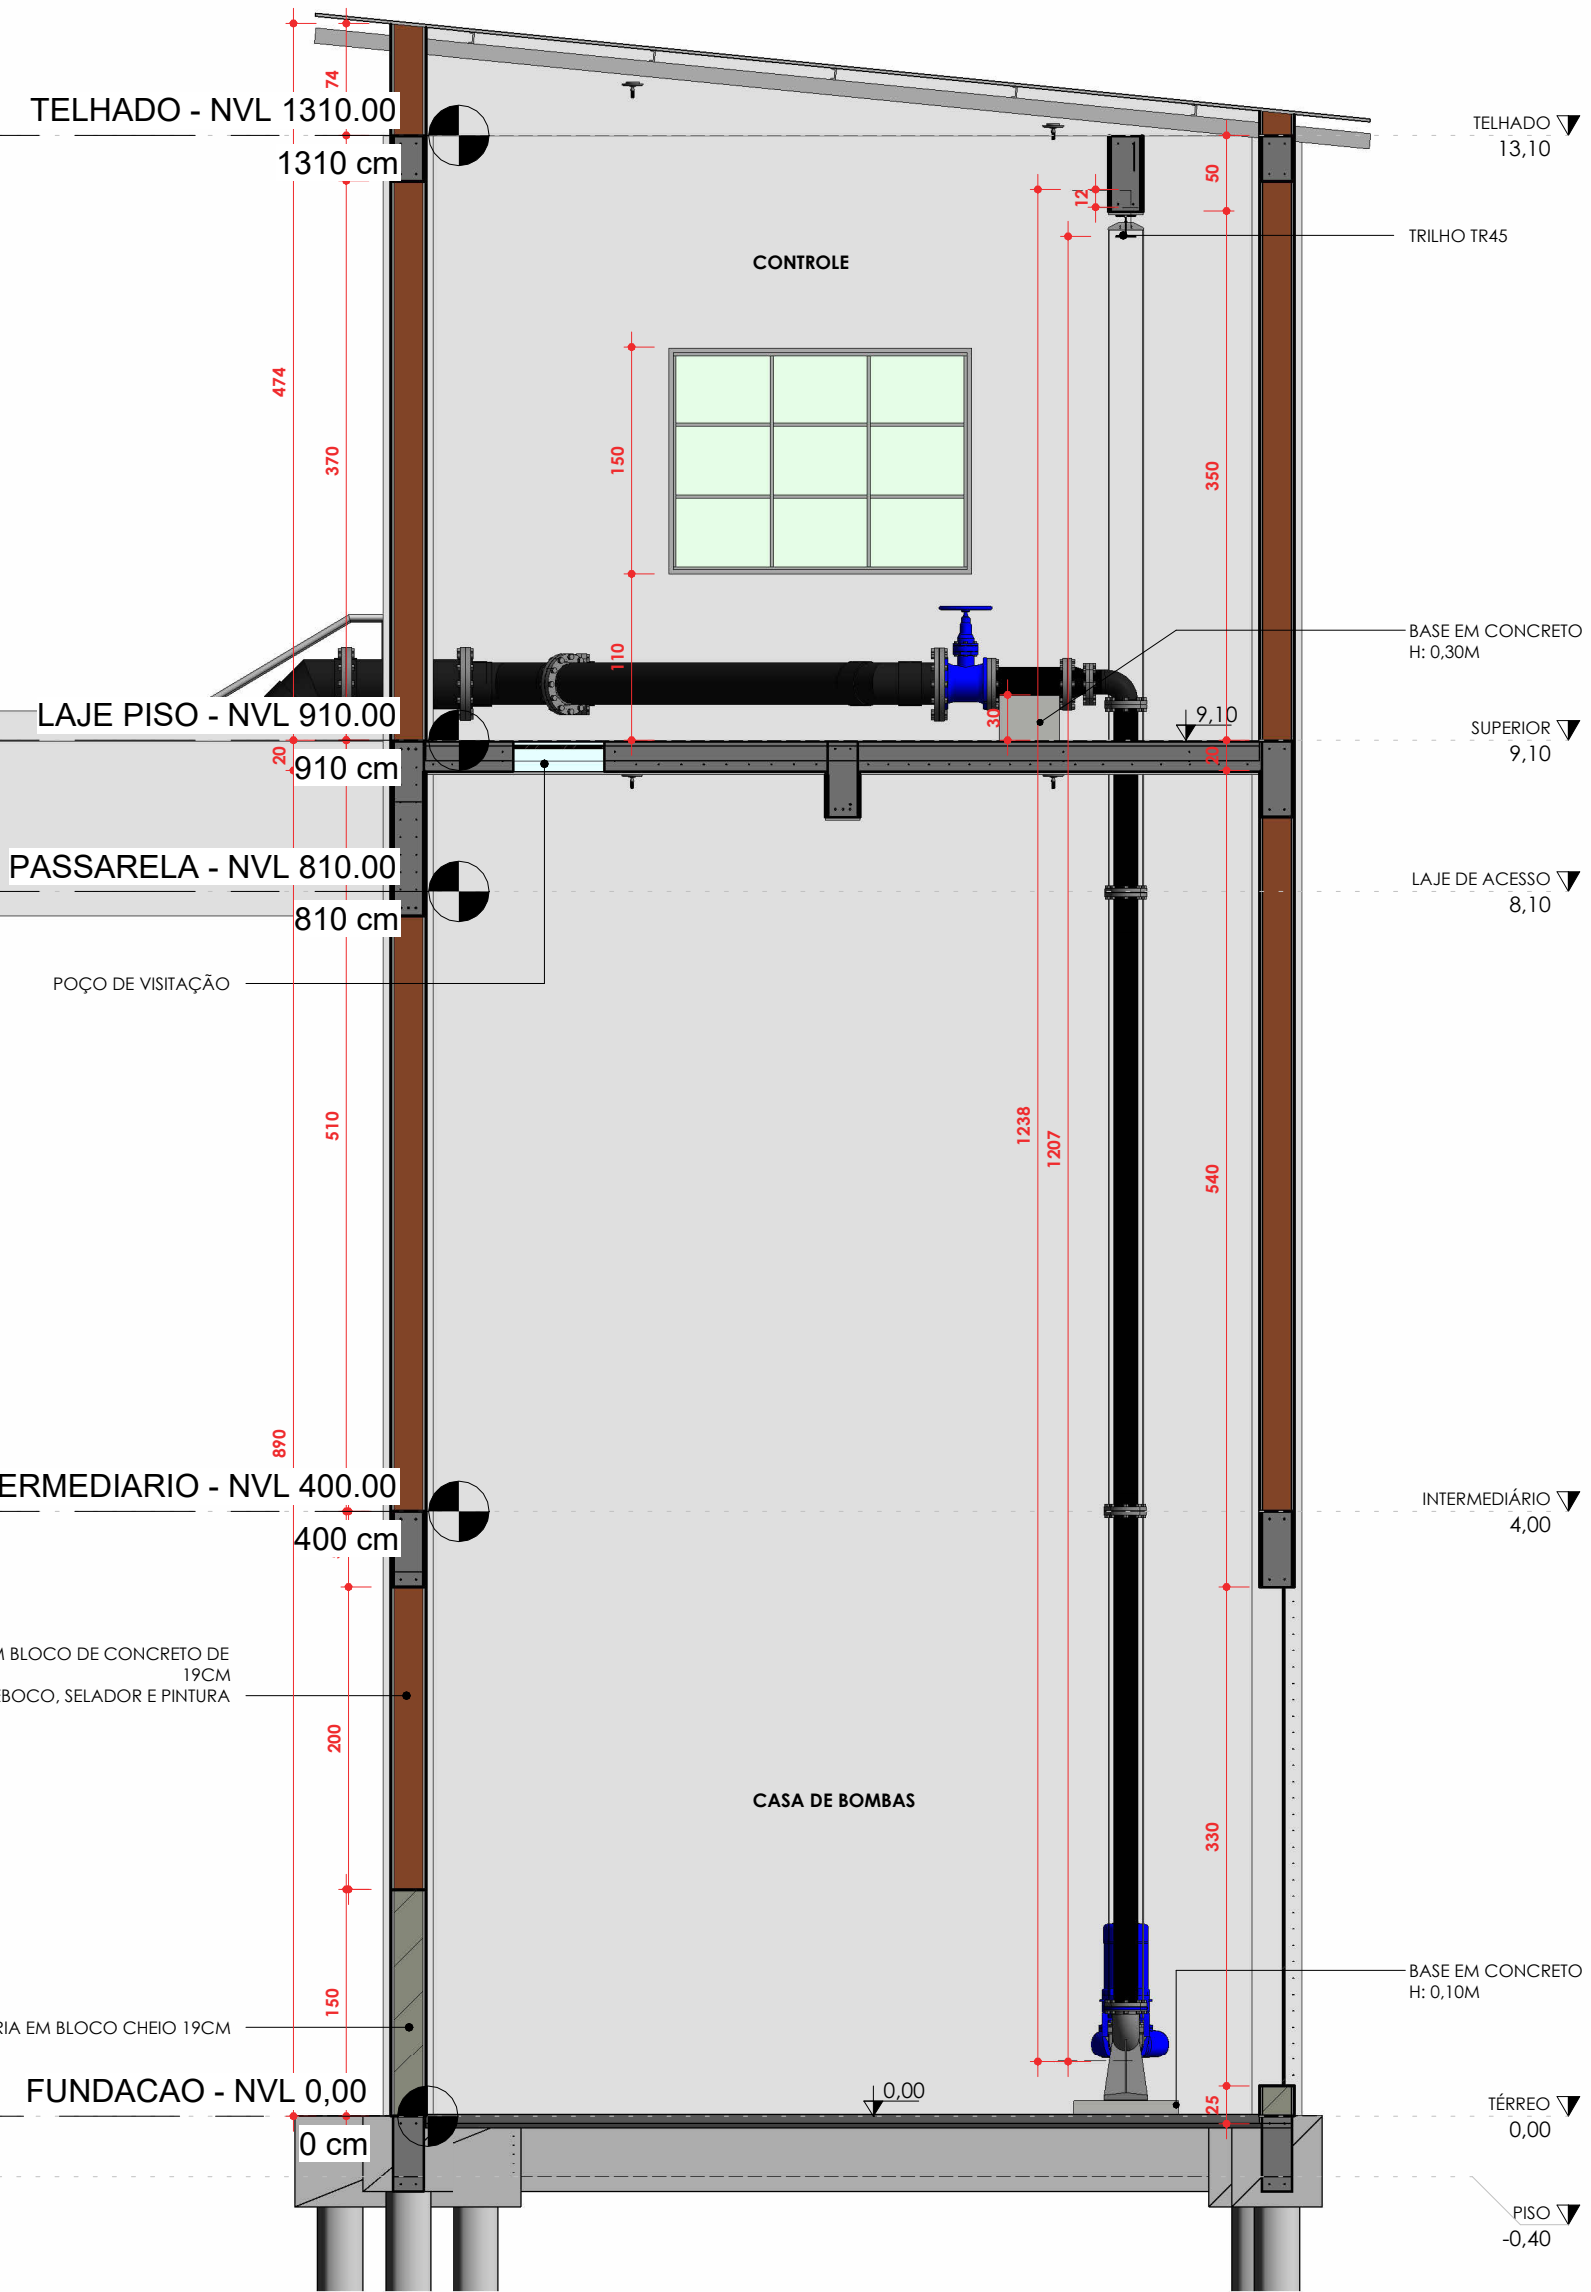 74
TELHADO - NVL 1310.00
1310 cm
TELHADO
13,10
50
12
TRILHO TR45
CONTROLE
474
370
150
350
110
BASE EM CONCRETO
H: 0,30M
LAJE PISO - NVL 910.00
910 cm
20
30
9,10
20
SUPERIOR
9,10
PASSARELA - NVL 810.00
810 cm
LAJE DE ACESSO
8,10
POÇO DE VISITAÇÃO
510
1238
1207
540
890
ERMEDIARIO - NVL 400.00
400 cm
INTERMEDIÁRIO
4,00
M BLOCO DE CONCRETO DE
19CM
EBOCO, SELADOR E PINTURA
200
CASA DE BOMBAS
330
150
RIA EM BLOCO CHEIO 19CM
BASE EM CONCRETO
H: 0,10M
FUNDACAO - NVL 0,00
0 cm
0,00
25
TÉRREO
0,00
PISO
-0,40